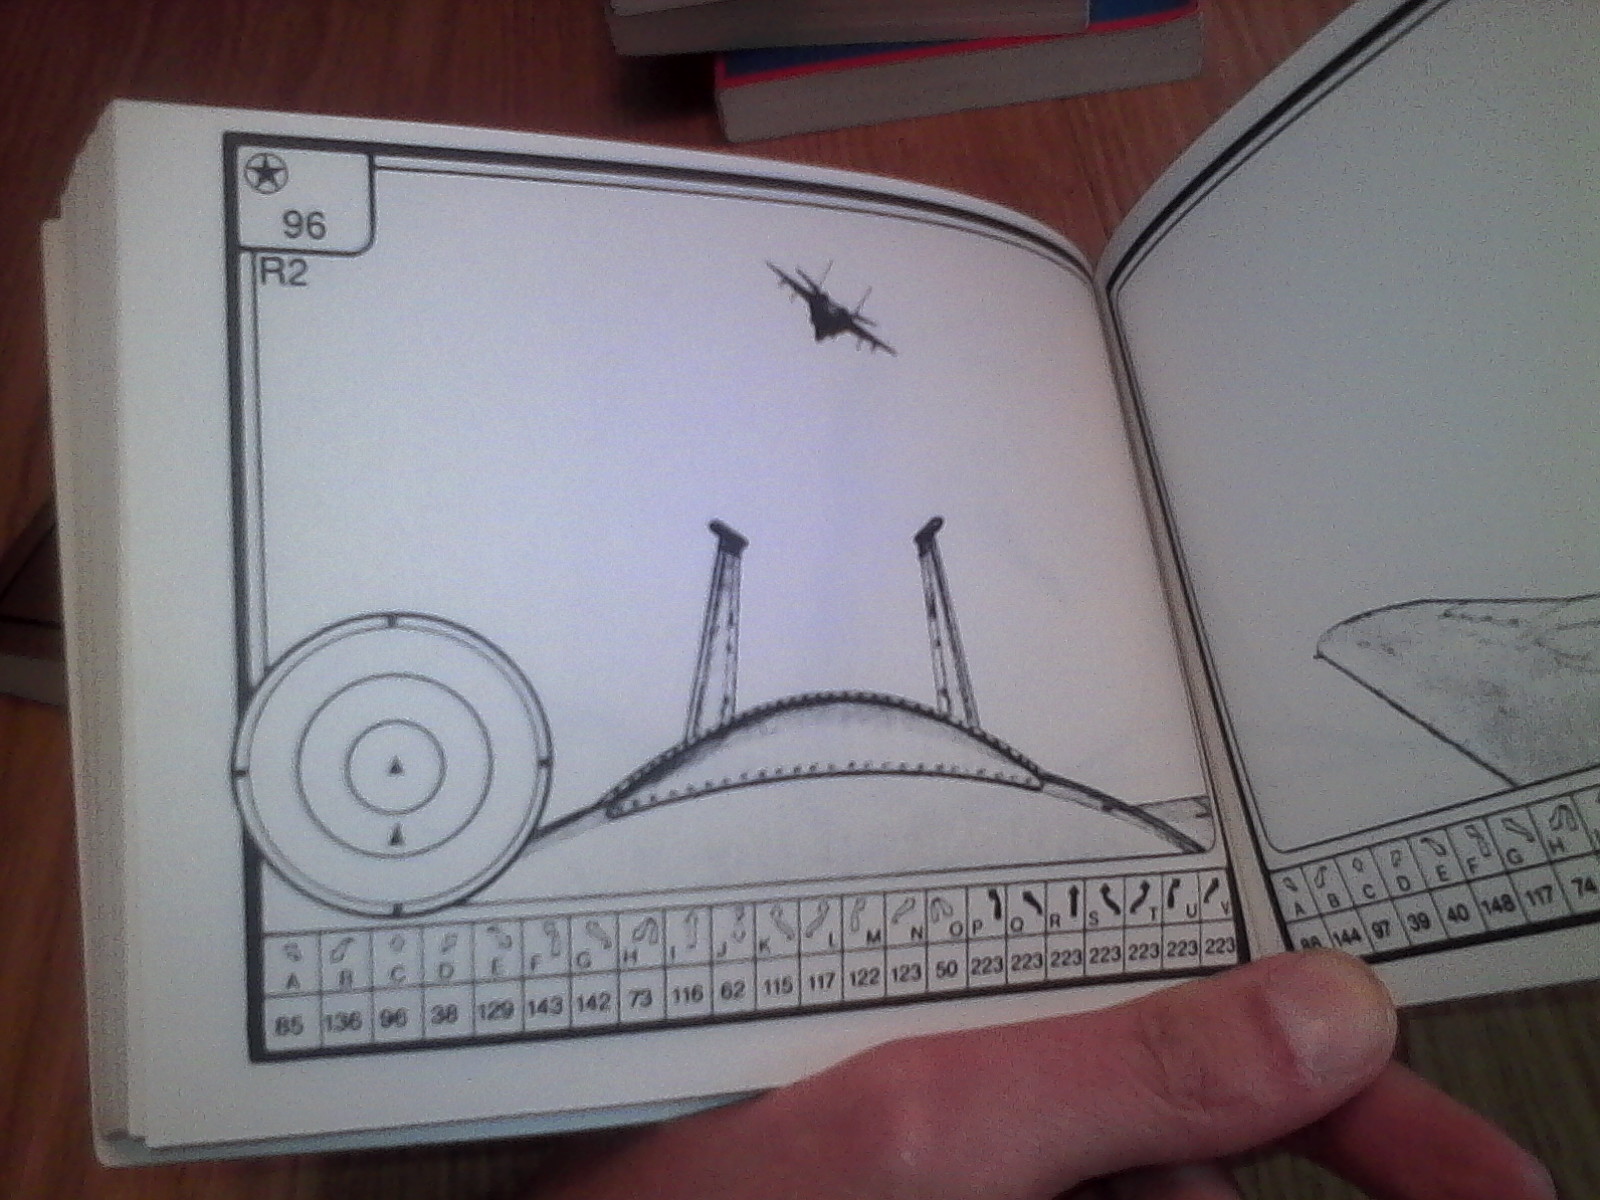 96
R2
A B C D E F G H I J K L M N O P Q R S T U V
85 136 96 38 129 143 142 73 116 62 115 117 122 123 50 223 223 223 223 223 223 223
A B C D E F G H
144 97 39 40 148 117 74